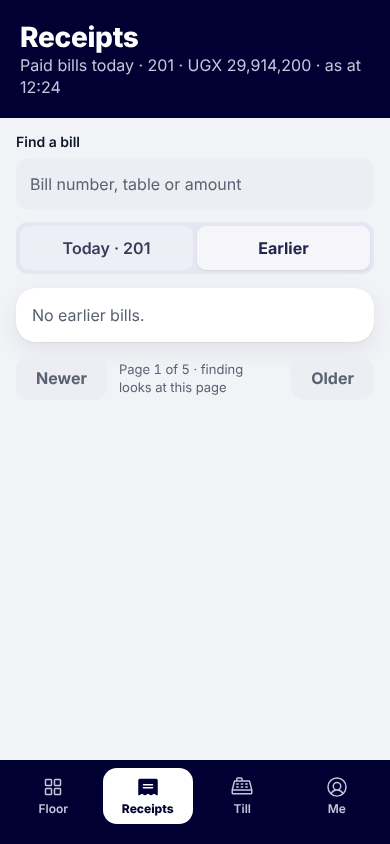 Receipts
Paid bills today · 201 · UGX 29,914,200 · as at
12:24
Find a bill
Bill number, table or amount
Today · 201
Earlier
No earlier bills.
Newer
Page 1 of 5 · finding
looks at this page
Older
Floor
Receipts
Till
Me